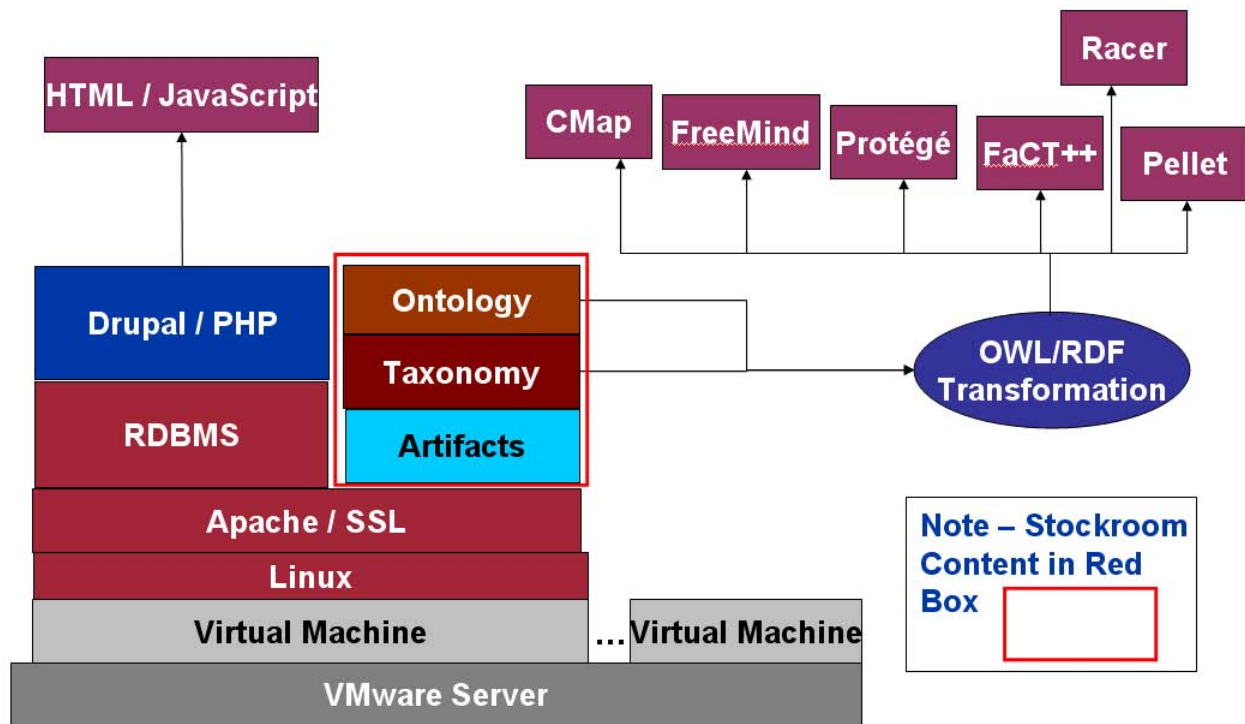 Racer
HTML / JavaScript
CMap
FreeMind
Protégé
FaCT++
Pellet
Drupal / PHP
Ontology
Taxonomy
Artifacts
OWL/RDF
Transformation
RDBMS
Apache / SSL
Linux
Virtual Machine
...
Virtual Machine
VMware Server
Note – Stockroom
Content in Red
Box